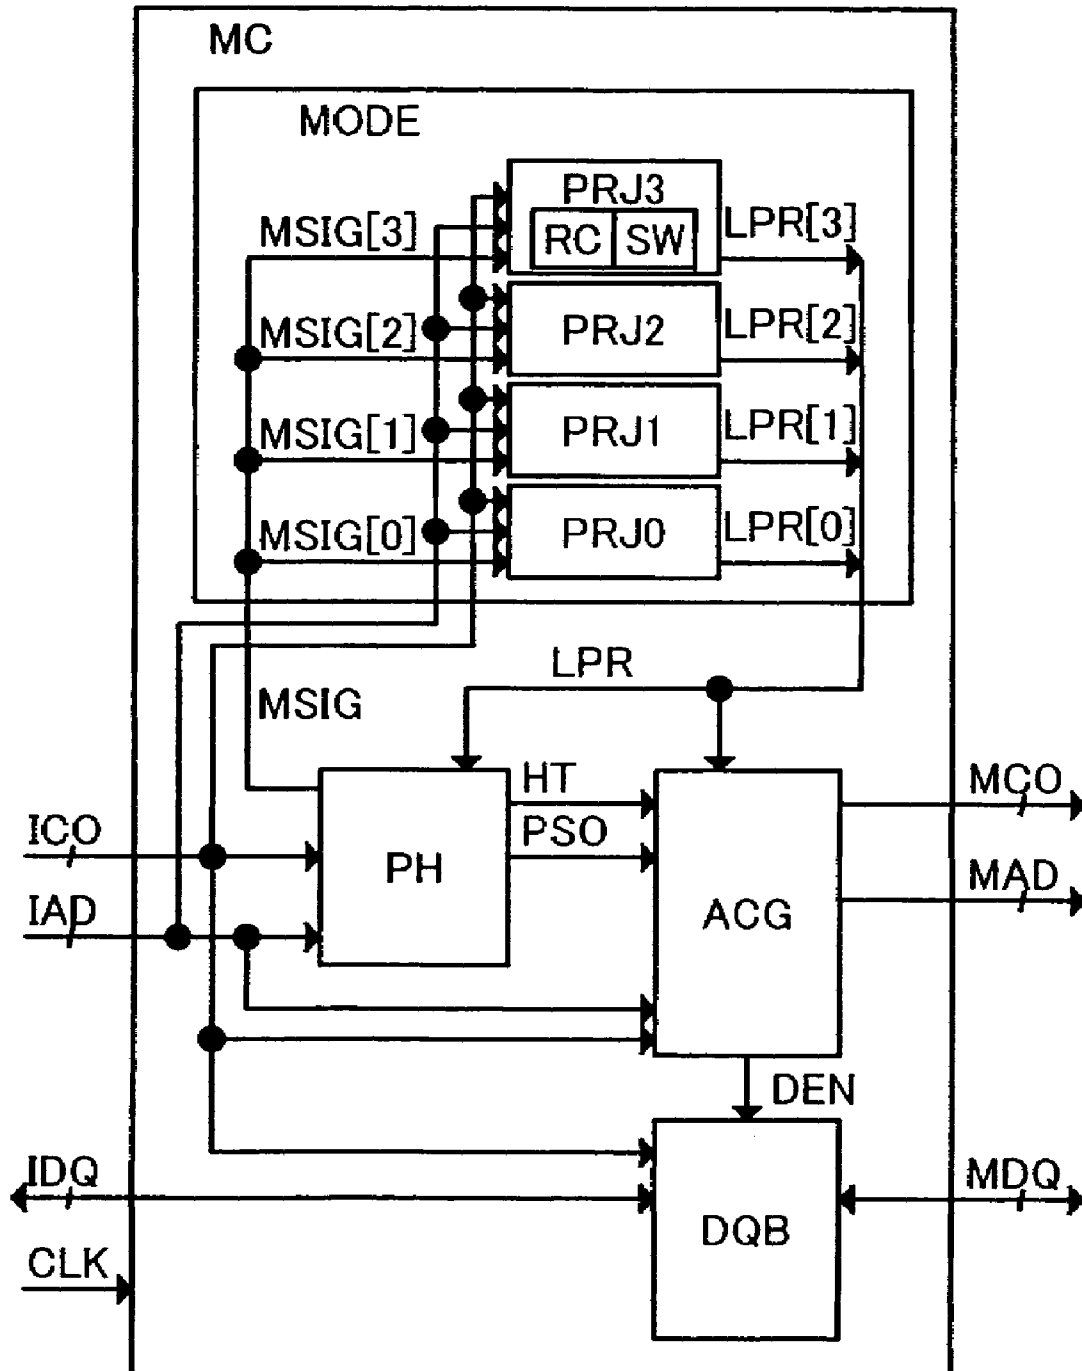 MC
MODE
PRJ3
RC SW
MSIG[3]
LPR[3]
MSIG[2]
PRJ2
LPR[2]
MSIG[1]
PRJ1
LPR[1]
MSIG[0]
PRJ0
LPR[0]
LPR
MSIG
HT
MCO
ICO
PSO
PH
MAD
IAD
ACG
DEN
IDQ
MDQ
DQB
CLK